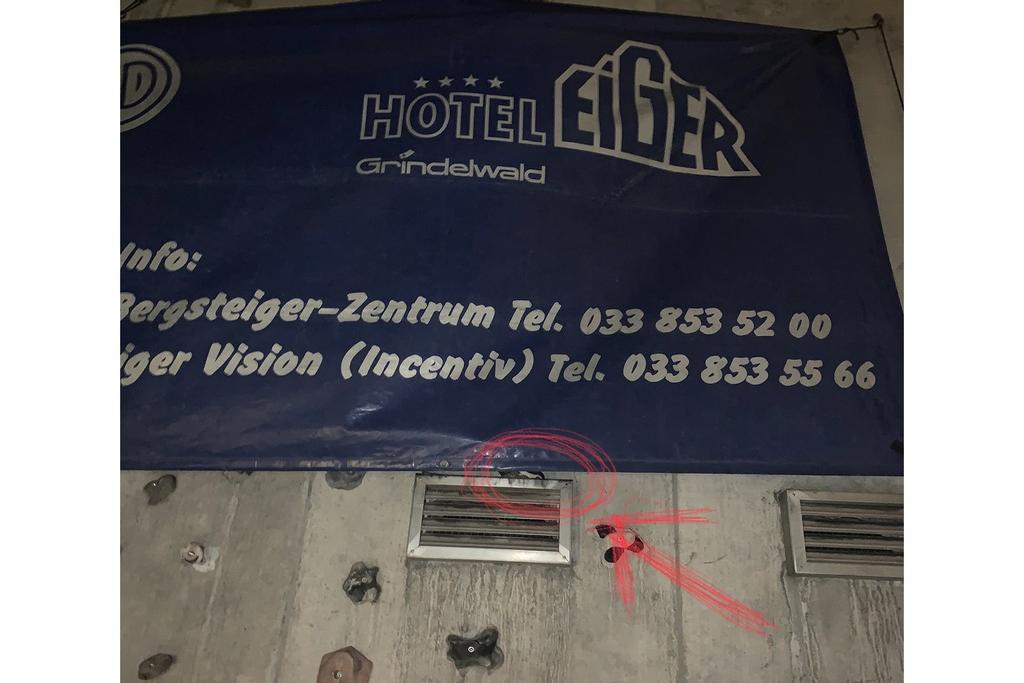 D
HOTEL EiGER
Grindelwald
Info:
Bergsteiger-Zentrum Tel. 033 853 52 00
iger Vision (Incentiv) Tel. 033 853 55 66